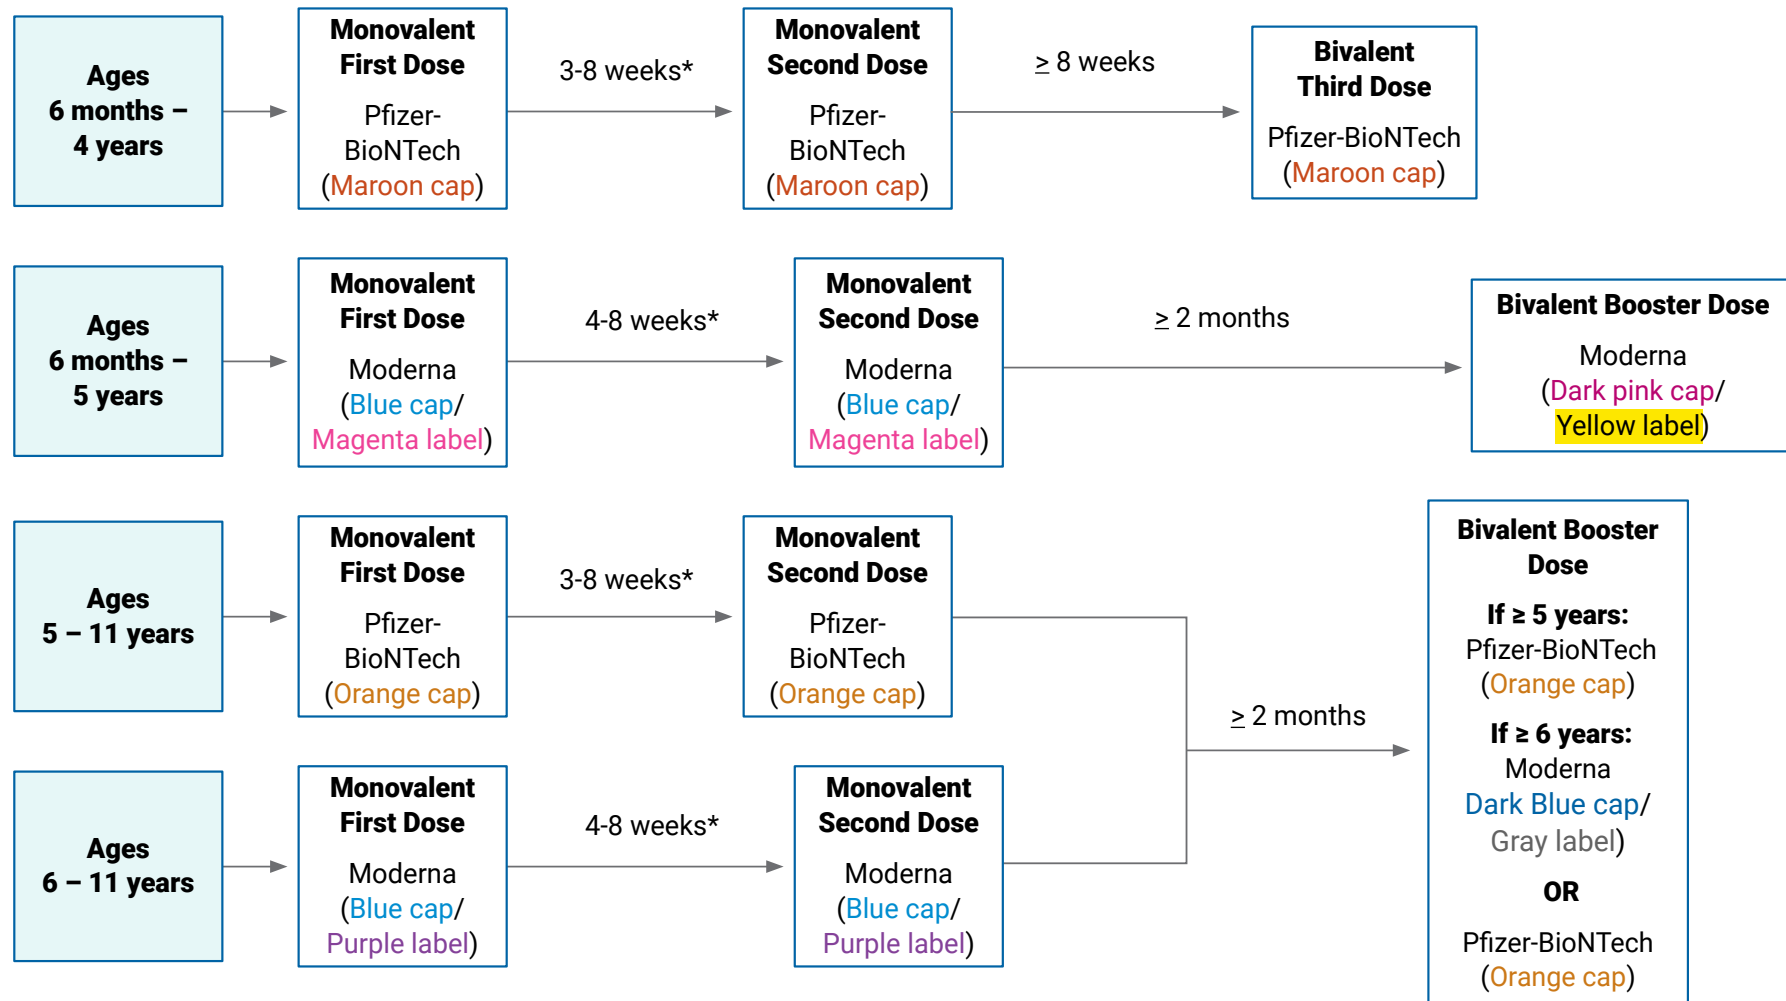 Ages
6 months –
4 years
Monovalent
First Dose
Pfizer-
BioNTech
(Maroon cap)
3-8 weeks*
Monovalent
Second Dose
Pfizer-
BioNTech
(Maroon cap)
≥ 8 weeks
Bivalent
Third Dose
Pfizer-BioNTech
(Maroon cap)
Ages
6 months –
5 years
Monovalent
First Dose
Moderna
(Blue cap/
Magenta label)
4-8 weeks*
Monovalent
Second Dose
Moderna
(Blue cap/
Magenta label)
≥ 2 months
Bivalent Booster Dose
Moderna
(Dark pink cap/
Yellow label)
Ages
5 – 11 years
Monovalent
First Dose
Pfizer-
BioNTech
(Orange cap)
3-8 weeks*
Monovalent
Second Dose
Pfizer-
BioNTech
(Orange cap)
Ages
6 – 11 years
Monovalent
First Dose
Moderna
(Blue cap/
Purple label)
4-8 weeks*
Monovalent
Second Dose
Moderna
(Blue cap/
Purple label)
≥ 2 months
Bivalent Booster
Dose
If ≥ 5 years:
Pfizer-BioNTech
(Orange cap)
If ≥ 6 years:
Moderna
Dark Blue cap/
Gray label)
OR
Pfizer-BioNTech
(Orange cap)